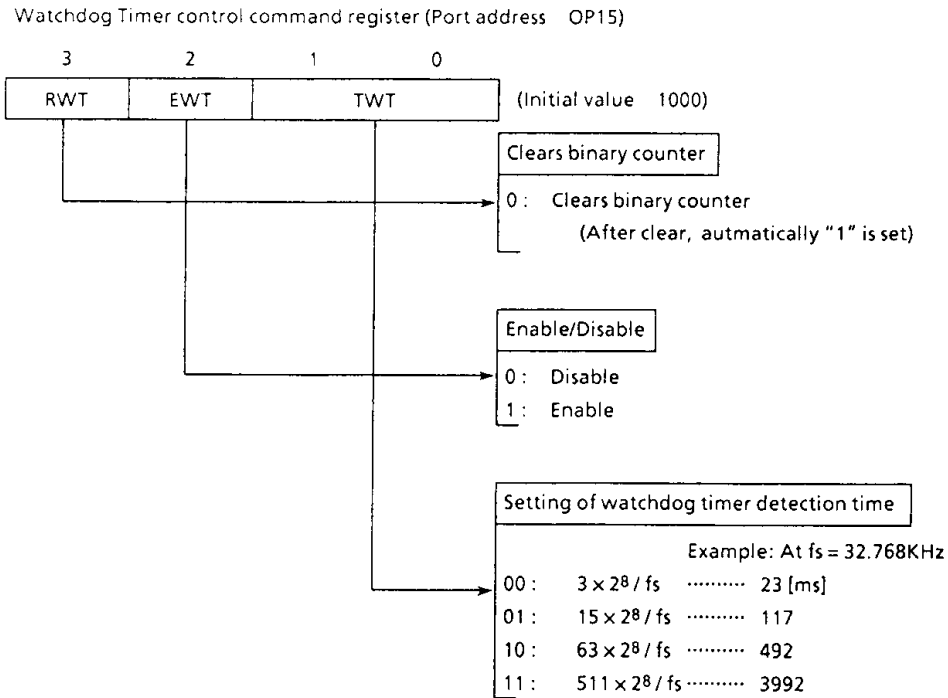 Watchdog Timer control command register (Port address OP15)
3 2 1 0
RWT EWT TWT (Initial value 1000)
Clears binary counter
0 : Clears binary counter
(After clear, autmatically "1" is set)
Enable/Disable
0 : Disable
1 : Enable
Setting of watchdog timer detection time
Example: At fs = 32.768KHz
00 : 3 × 2⁸ / fs ·········· 23 [ms]
01 : 15 × 2⁸ / fs ·········· 117
10 : 63 × 2⁸ / fs ·········· 492
11 : 511 × 2⁸ / fs ·········· 3992